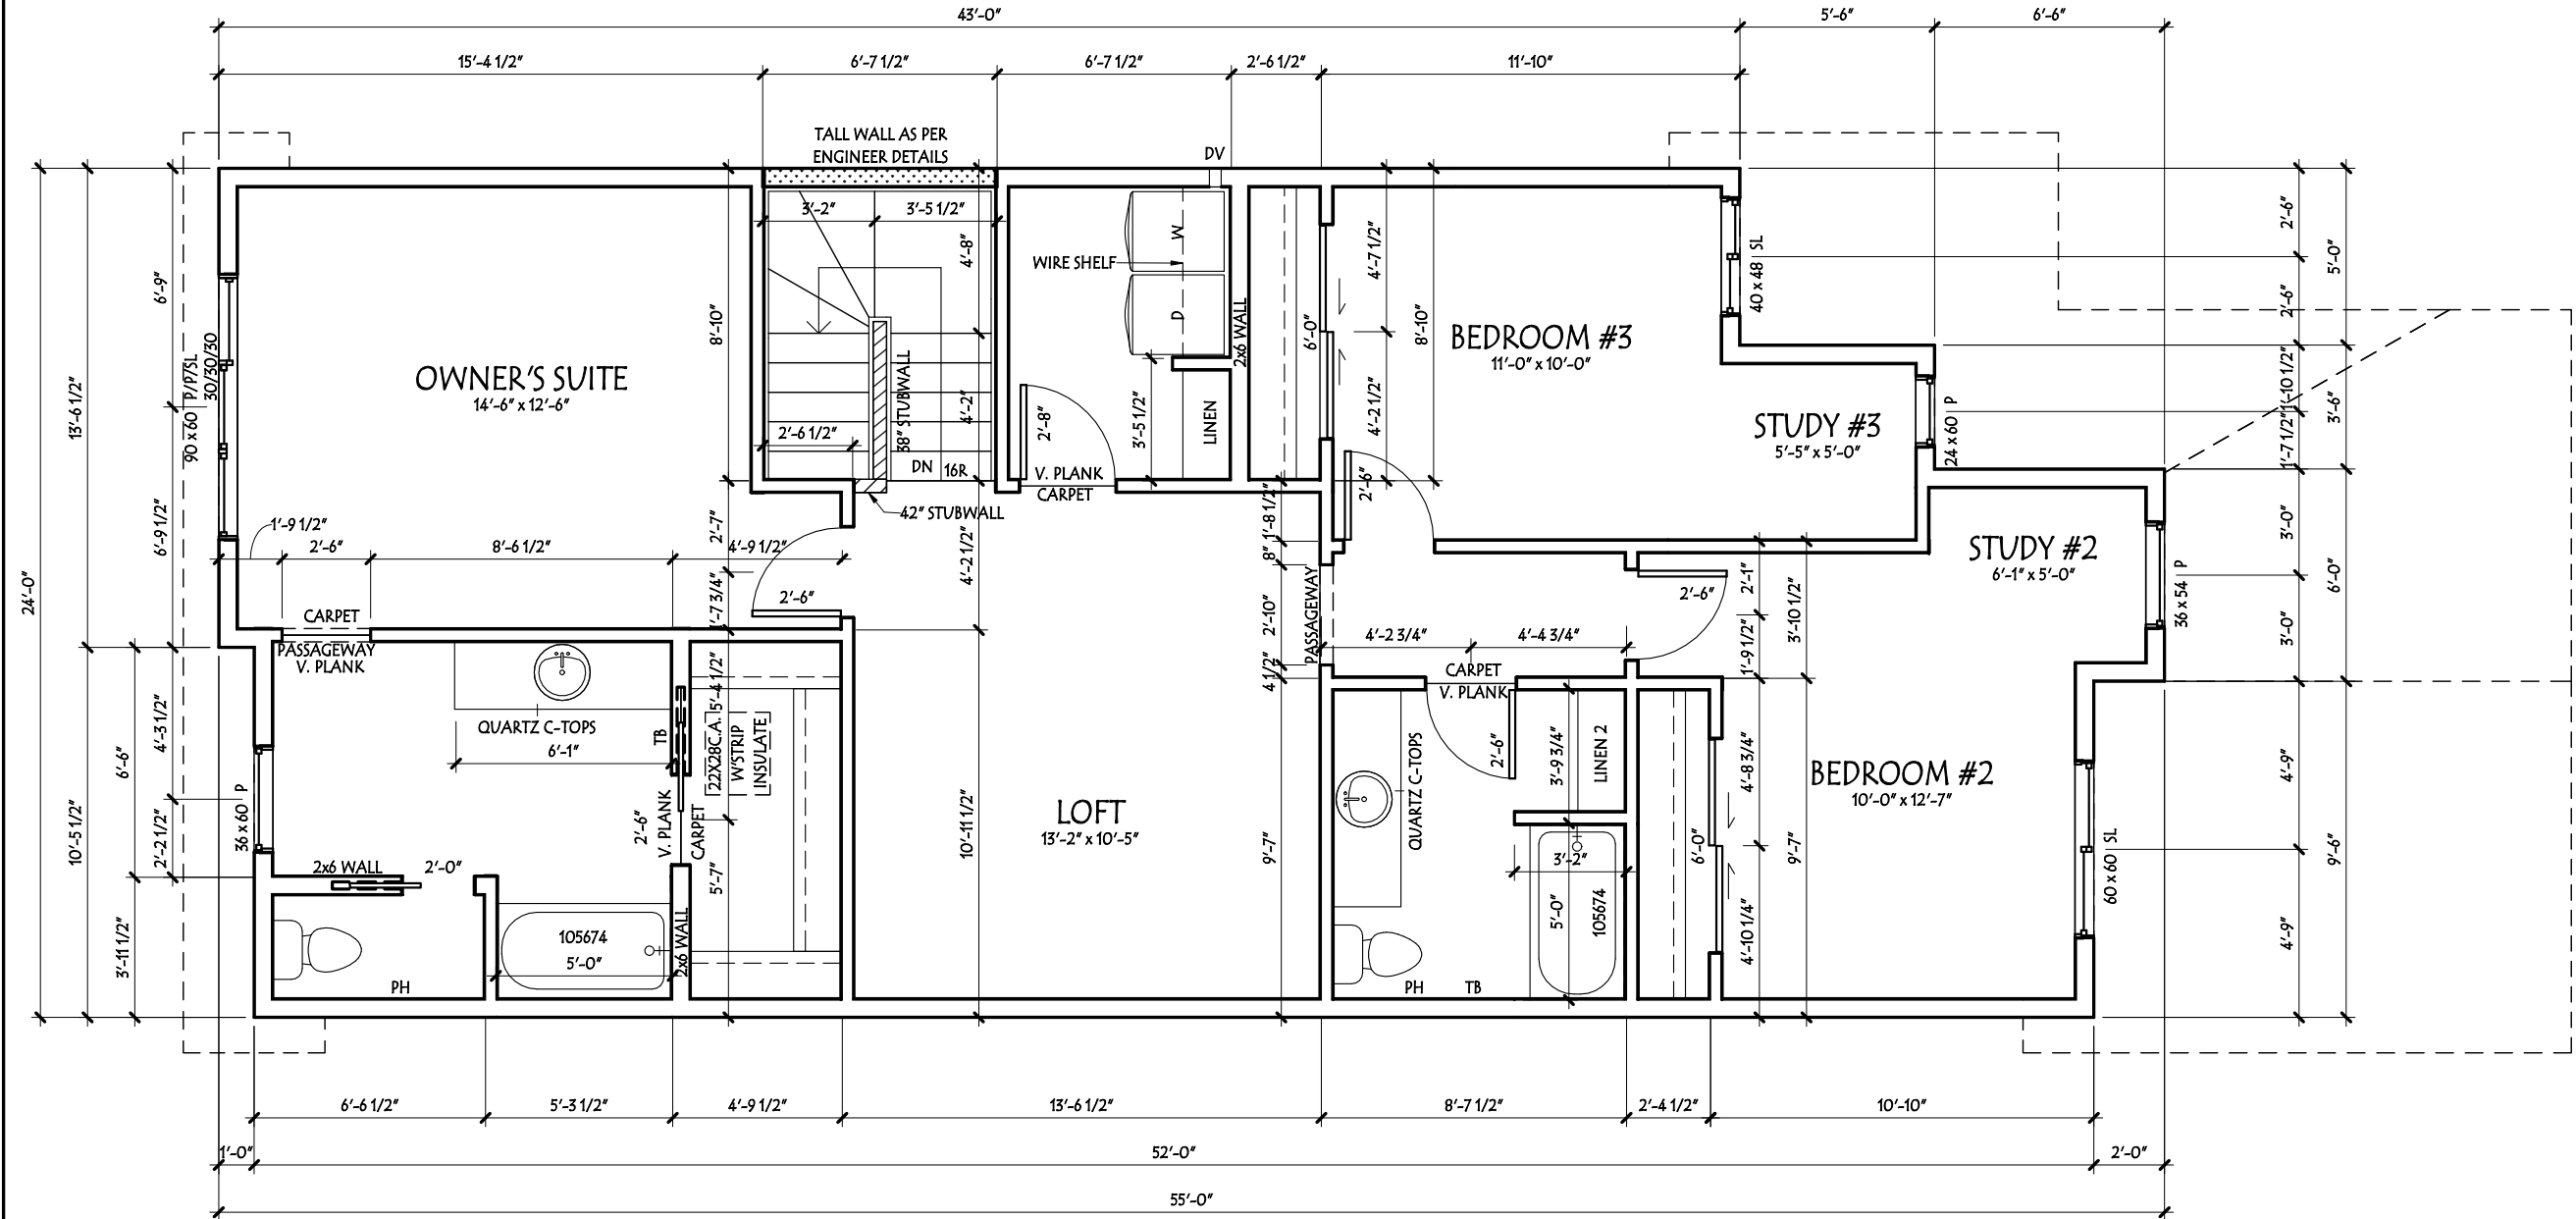 43'-0"
5'-6"
6'-6"
15'-4 1/2"
6'-7 1/2"
6'-7 1/2"
2'-6 1/2"
11'-10"
TALL WALL AS PER
ENGINEER DETAILS
DV
3'-2"
3'-5 1/2"
4'-8"
W
WIRE SHELF
D
2x6 WALL
6'-0"
4'-7 1/2"
8'-10"
4'-2 1/2"
BEDROOM #3
11'-0" x 10'-0"
40 x 48 SL
2'-6"
5'-0"
2'-6"
1'-10 1/2"
3'-6"
1'-7 1/2"
STUDY #3
5'-5" x 5'-0"
24 x 60 P
6'-9"
90 x 60 P/P/SL
30/30/30
13'-6 1/2"
24'-0"
6'-9 1/2"
OWNER'S SUITE
14'-6" x 12'-6"
8'-10"
38" STUBWALL
4'-2"
2'-6 1/2"
DN
16R
42" STUBWALL
2'-8"
3'-5 1/2"
LINEN
V. PLANK
CARPET
2'-6"
1'-9 1/2"
2'-6"
8'-6 1/2"
4'-9 1/2"
2'-7"
1'-7 3/4"
2'-6"
4'-2 1/2"
1'-8 1/2"
8"
2'-10"
PASSAGEWAY
4 1/2"
4'-2 3/4"
4'-4 3/4"
2'-6"
2'-1"
1'-9 1/2"
3'-10 1/2"
STUDY #2
6'-1" x 5'-0"
36 x 54 P
3'-0"
6'-0"
3'-0"
CARPET
PASSAGEWAY
V. PLANK
QUARTZ C-TOPS
6'-1"
TB
5'-4 1/2"
22X28C.A.
W'STRIP
INSULATE
4'-3 1/2"
6'-6"
10'-5 1/2"
2'-2 1/2"
36 x 60 P
2x6 WALL
2'-0"
2'-6"
V. PLANK
CARPET
5'-7"
2x6 WALL
3'-11 1/2"
PH
105674
5'-0"
LOFT
13'-2" x 10'-5"
10'-11 1/2"
9'-7"
CARPET
V. PLANK
QUARTZ C-TOPS
2'-6"
3'-9 3/4"
LINEN 2
3'-2"
5'-0"
105674
PH
TB
6'-0"
4'-8 3/4"
9'-7"
4'-10 1/4"
BEDROOM #2
10'-0" x 12'-7"
60 x 60 SL
4'-9"
9'-6"
4'-9"
6'-6 1/2"
5'-3 1/2"
4'-9 1/2"
13'-6 1/2"
8'-7 1/2"
2'-4 1/2"
10'-10"
1'-0"
52'-0"
2'-0"
55'-0"